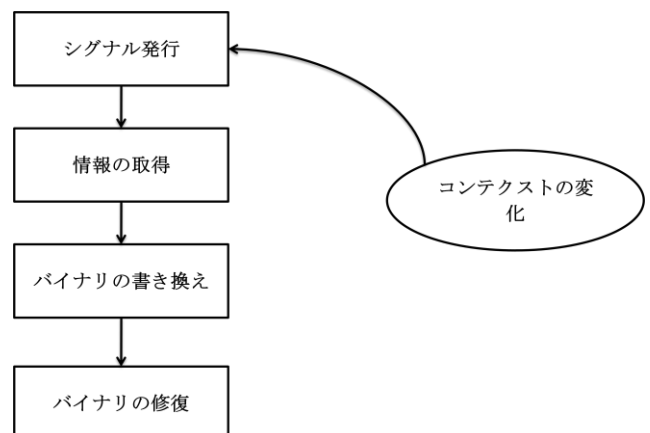 シグナル発行
情報の取得
コンテクストの変
化
バイナリの書き換え
バイナリの修復